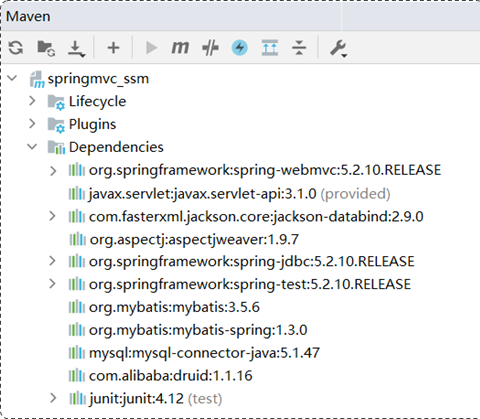 Maven
springmvc_ssm
Lifecycle
Plugins
Dependencies
org.springframework:spring-webmvc:5.2.10.RELEASE
javax.servlet:javax.servlet-api:3.1.0 (provided)
com.fasterxml.jackson.core:jackson-databind:2.9.0
org.aspectj:aspectjweaver:1.9.7
org.springframework:spring-jdbc:5.2.10.RELEASE
org.springframework:spring-test:5.2.10.RELEASE
org.mybatis:mybatis:3.5.6
org.mybatis:mybatis-spring:1.3.0
mysql:mysql-connector-java:5.1.47
com.alibaba:druid:1.1.16
junit:junit:4.12 (test)